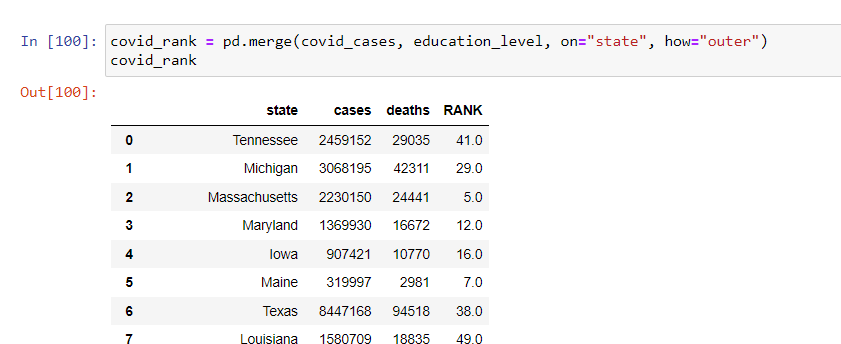 In [100]: covid_rank = pd.merge(covid_cases, education_level, on="state", how="outer")
covid_rank
Out[100]:
state cases deaths RANK
0 Tennessee 2459152 29035 41.0
1 Michigan 3068195 42311 29.0
2 Massachusetts 2230150 24441 5.0
3 Maryland 1369930 16672 12.0
4 Iowa 907421 10770 16.0
5 Maine 319997 2981 7.0
6 Texas 8447168 94518 38.0
7 Louisiana 1580709 18835 49.0